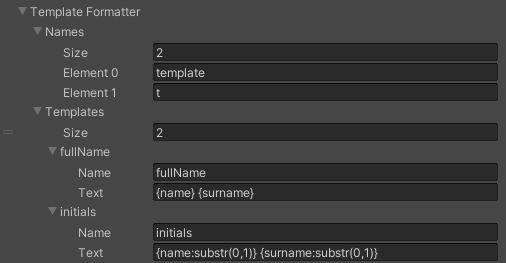 Template Formatter
Names
Size 2
Element 0 template
Element 1 t
Templates
Size 2
fullName
Name fullName
Text {name} {surname}
initials
Name initials
Text {name:substr(0,1)} {surname:substr(0,1)}